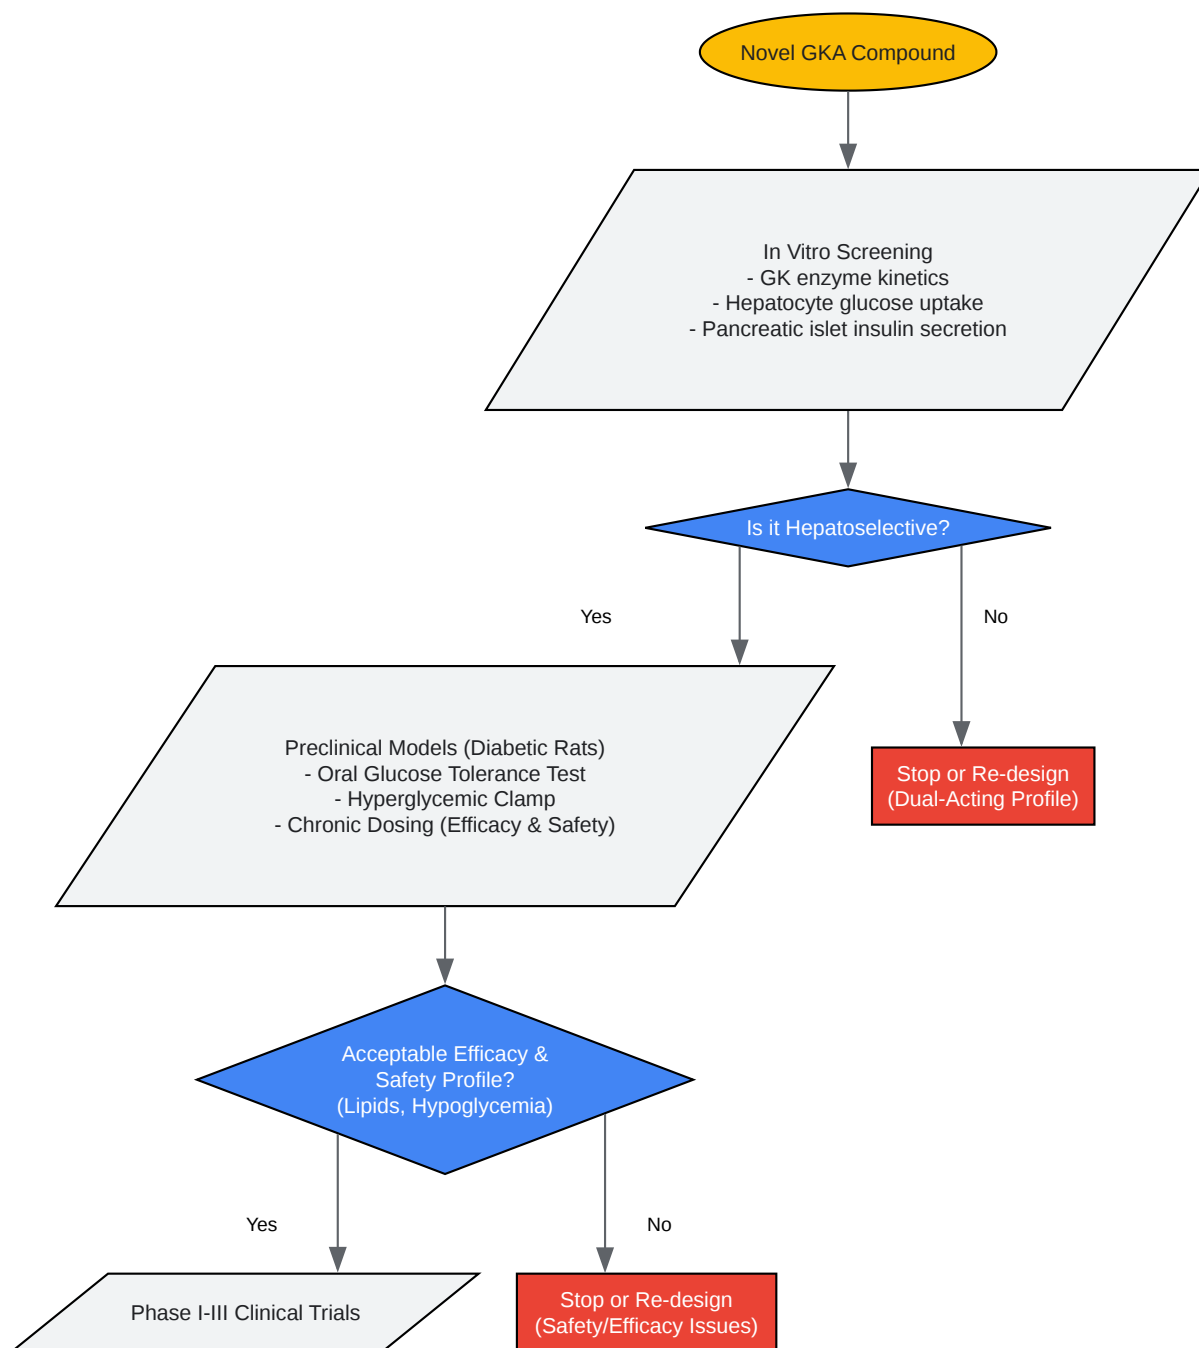 Novel GKA Compound
In Vitro Screening
- GK enzyme kinetics
- Hepatocyte glucose uptake
- Pancreatic islet insulin secretion
Is it Hepatoselective?
Yes
No
Preclinical Models (Diabetic Rats)
- Oral Glucose Tolerance Test
- Hyperglycemic Clamp
- Chronic Dosing (Efficacy & Safety)
Stop or Re-design
(Dual-Acting Profile)
Acceptable Efficacy &
Safety Profile?
(Lipids, Hypoglycemia)
Yes
No
Phase I-III Clinical Trials
Stop or Re-design
(Safety/Efficacy Issues)